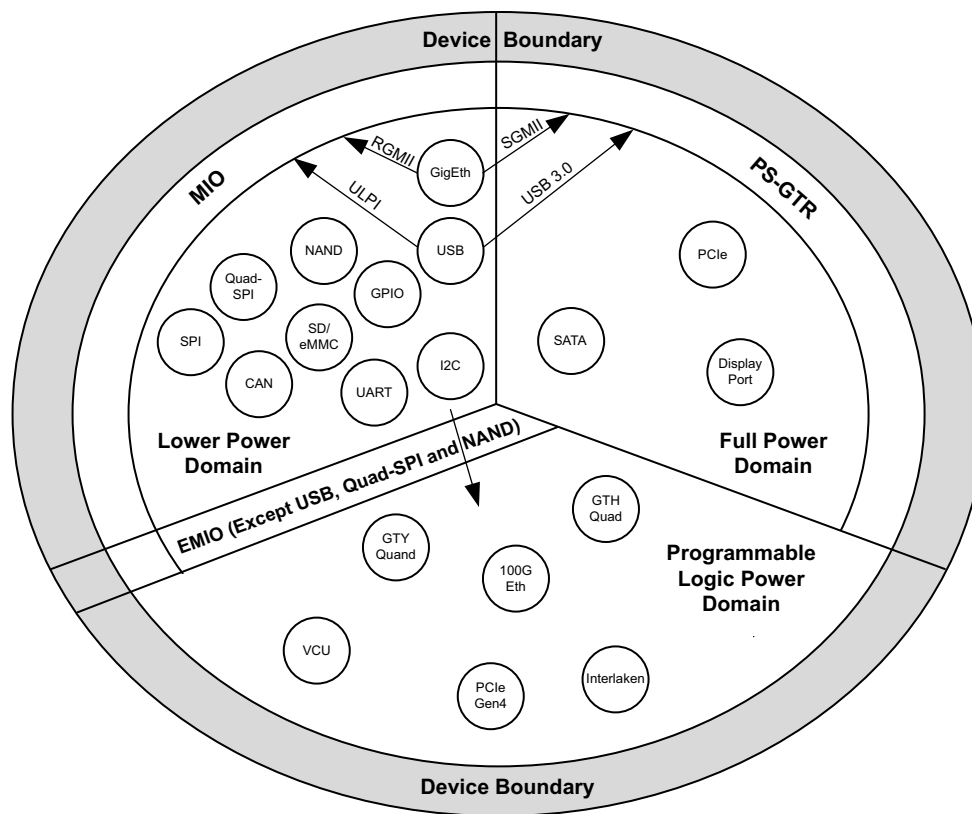 Device Boundary
RGMII
SGMII
GigEth
MIO
ULPI
USB 3.0
PS-GTR
NAND
USB
PCIe
Quad-
SPI
GPIO
SPI
SD/
eMMC
SATA
I2C
CAN
UART
Display
Port
Lower Power
Domain
Full Power
Domain
EMIO (Except USB, Quad-SPI and NAND)
GTH
Quad
GTY
Quand
100G
Eth
Programmable
Logic Power
Domain
VCU
PCIe
Gen4
Interlaken
Device Boundary